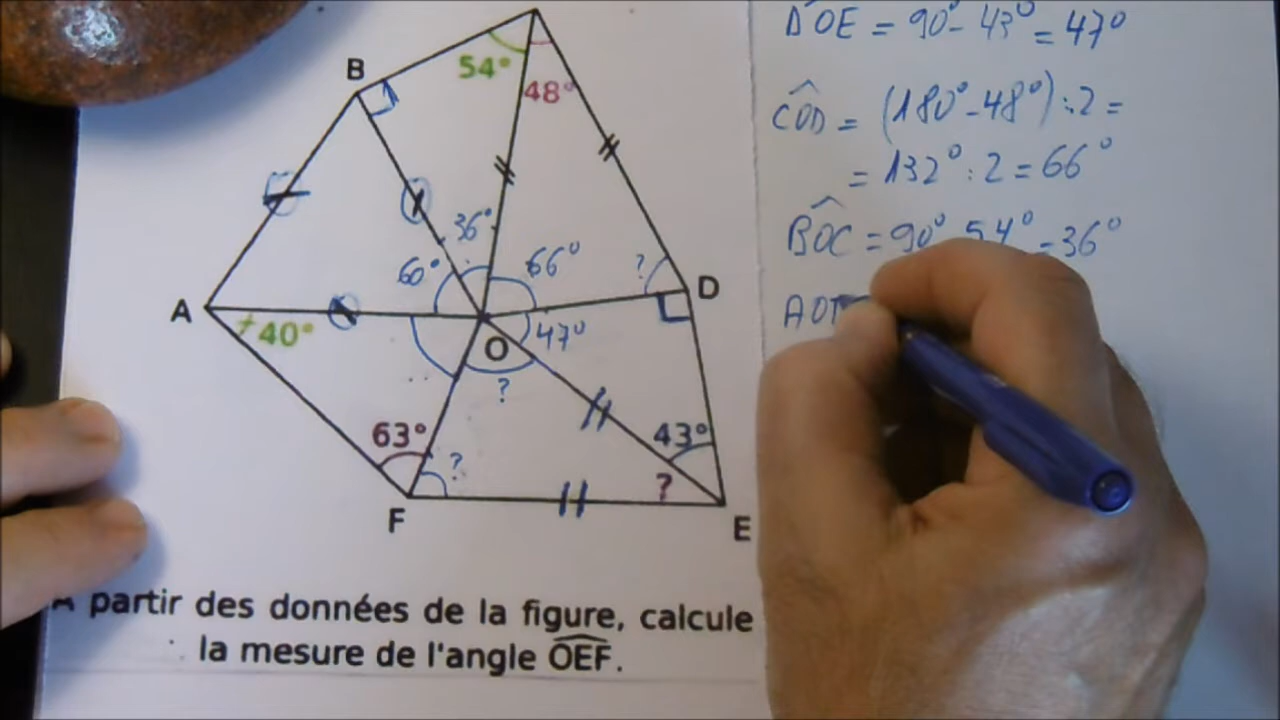 B
54°
48°
36°
60°
66°
?
D
A
40°
O
47°
?
63°
?
43°
?
F
E
partir des données de la figure, calcule
la mesure de l'angle OEF.
DOE = 90° - 43° = 47°
COD = (180° - 48°) : 2 =
= 132° : 2 = 66°
BOC = 90° 54° = 36°